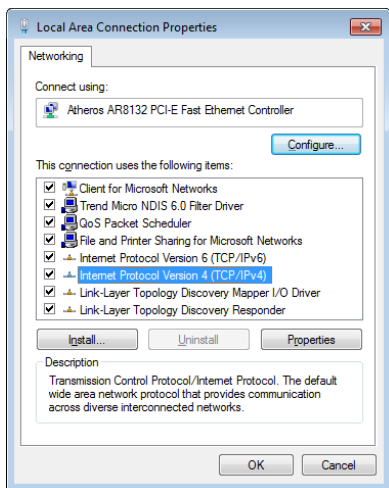 Local Area Connection Properties
Networking
Connect using:
Atheros AR8132 PCI-E Fast Ethernet Controller
Configure...
This connection uses the following items:
Client for Microsoft Networks
Trend Micro NDIS 6.0 Filter Driver
QoS Packet Scheduler
File and Printer Sharing for Microsoft Networks
Internet Protocol Version 6 (TCP/IPv6)
Internet Protocol Version 4 (TCP/IPv4)
Link-Layer Topology Discovery Mapper I/O Driver
Link-Layer Topology Discovery Responder
Install... Uninstall Properties
Description
Transmission Control Protocol/Internet Protocol. The default
wide area network protocol that provides communication
across diverse interconnected networks.
OK Cancel